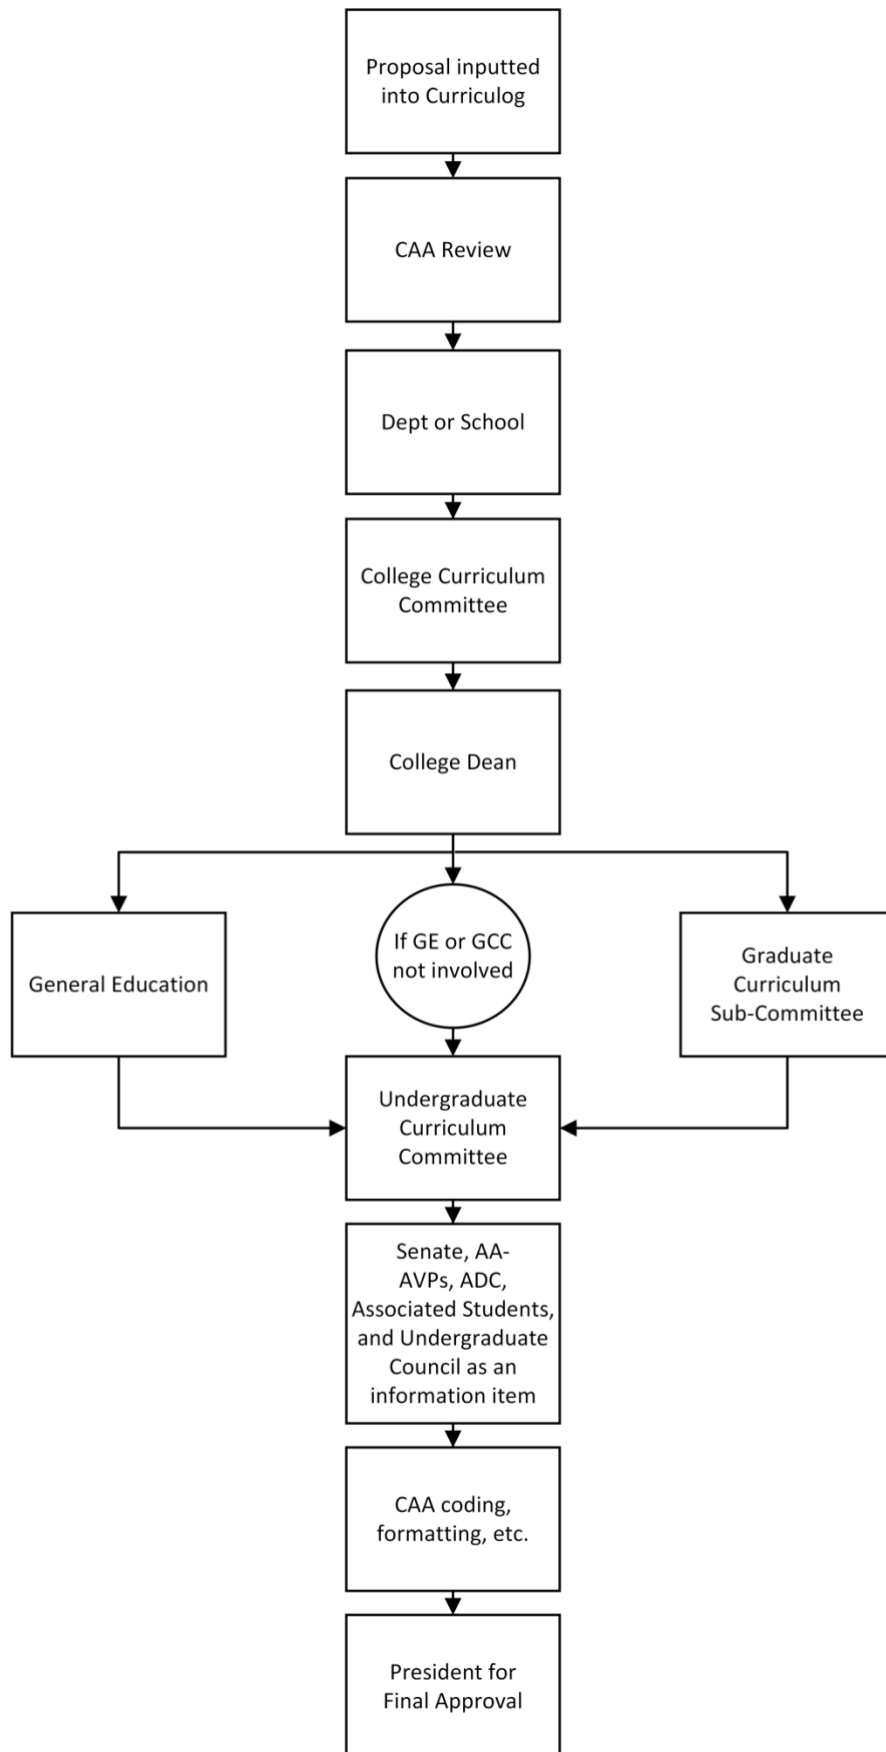 Proposal inputted
into Curriculog
CAA Review
Dept or School
College Curriculum
Committee
College Dean
General Education
If GE or GCC
not involved
Graduate
Curriculum
Sub-Committee
Undergraduate
Curriculum
Committee
Senate, AA-
AVPs, ADC,
Associated Students,
and Undergraduate
Council as an
information item
CAA coding,
formatting, etc.
President for
Final Approval